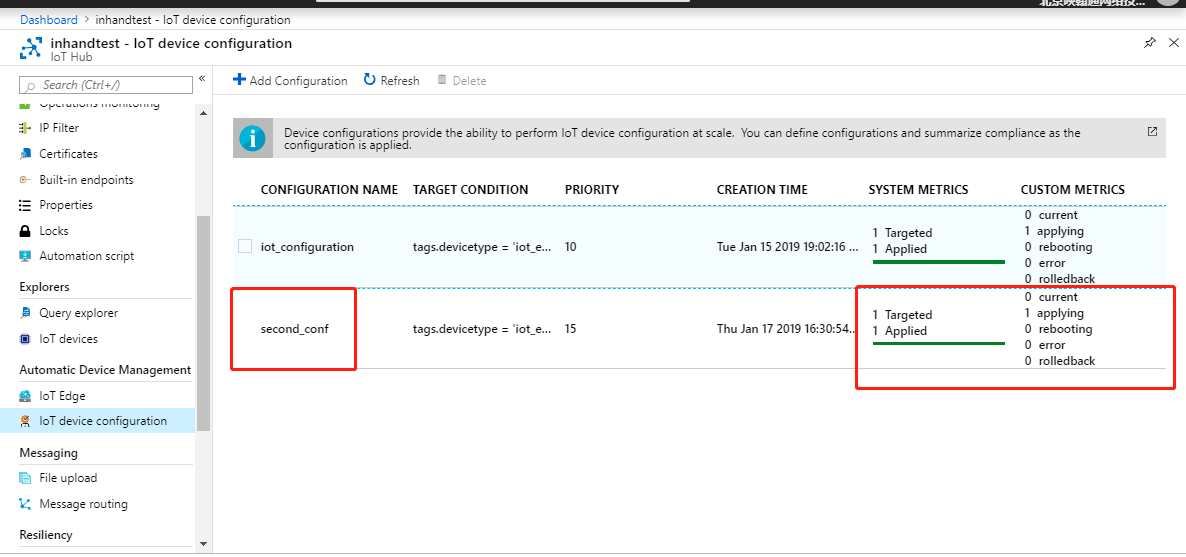 Dashboard > inhandtest - IoT device configuration
inhandtest - IoT device configuration
IoT Hub
Search (Ctrl+/)
«
Operations monitoring
IP Filter
Certificates
Built-in endpoints
Properties
Locks
Automation script
Explorers
Query explorer
IoT devices
Automatic Device Management
IoT Edge
IoT device configuration
Messaging
File upload
Message routing
Resiliency
Add Configuration Refresh Delete
Device configurations provide the ability to perform IoT device configuration at scale. You can define configurations and summarize compliance as the
configuration is applied.
CONFIGURATION NAME TARGET CONDITION PRIORITY CREATION TIME SYSTEM METRICS CUSTOM METRICS
iot_configuration tags.devicetype = 'iot_e... 10 Tue Jan 15 2019 19:02:16 ...
1 Targeted
1 Applied
0 current
1 applying
0 rebooting
0 error
0 rolledback
second_conf tags.devicetype = 'iot_e... 15 Thu Jan 17 2019 16:30:54...
1 Targeted
1 Applied
0 current
1 applying
0 rebooting
0 error
0 rolledback